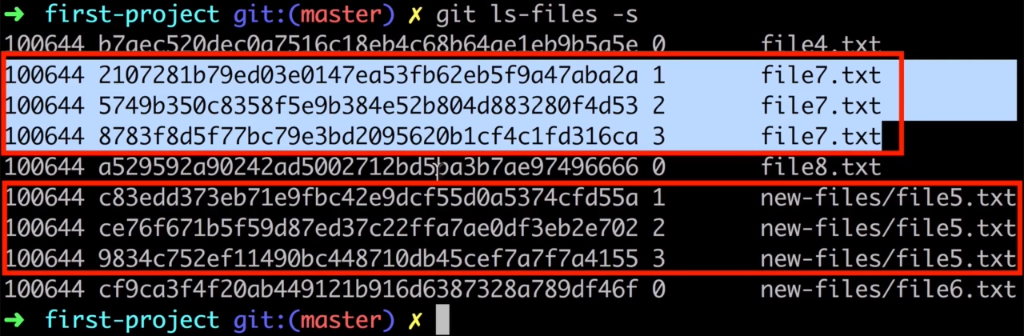 ➜ first-project git:(master) ✗ git ls-files -s
100644 b7aec520dec0a7516c18eb4c68b64ae1eb9b5a5e 0 file4.txt
100644 2107281b79ed03e0147ea53fb62eb5f9a47aba2a 1 file7.txt
100644 5749b350c8358f5e9b384e52b804d883280f4d53 2 file7.txt
100644 8783f8d5f77bc79e3bd2095620b1cf4c1fd316ca 3 file7.txt
100644 a529592a90242ad5002712bd5ba3b7ae97496666 0 file8.txt
100644 c83edd373eb71e9fbc42e9dcf55d0a5374cfd55a 1 new-files/file5.txt
100644 ce76f671b5f59d87ed37c22ffa7ae0df3eb2e702 2 new-files/file5.txt
100644 9834c752ef11490bc448710db45cef7a7f7a4155 3 new-files/file5.txt
100644 cf9ca3f4f20ab449121b916d6387328a789df46f 0 new-files/file6.txt
➜ first-project git:(master) ✗